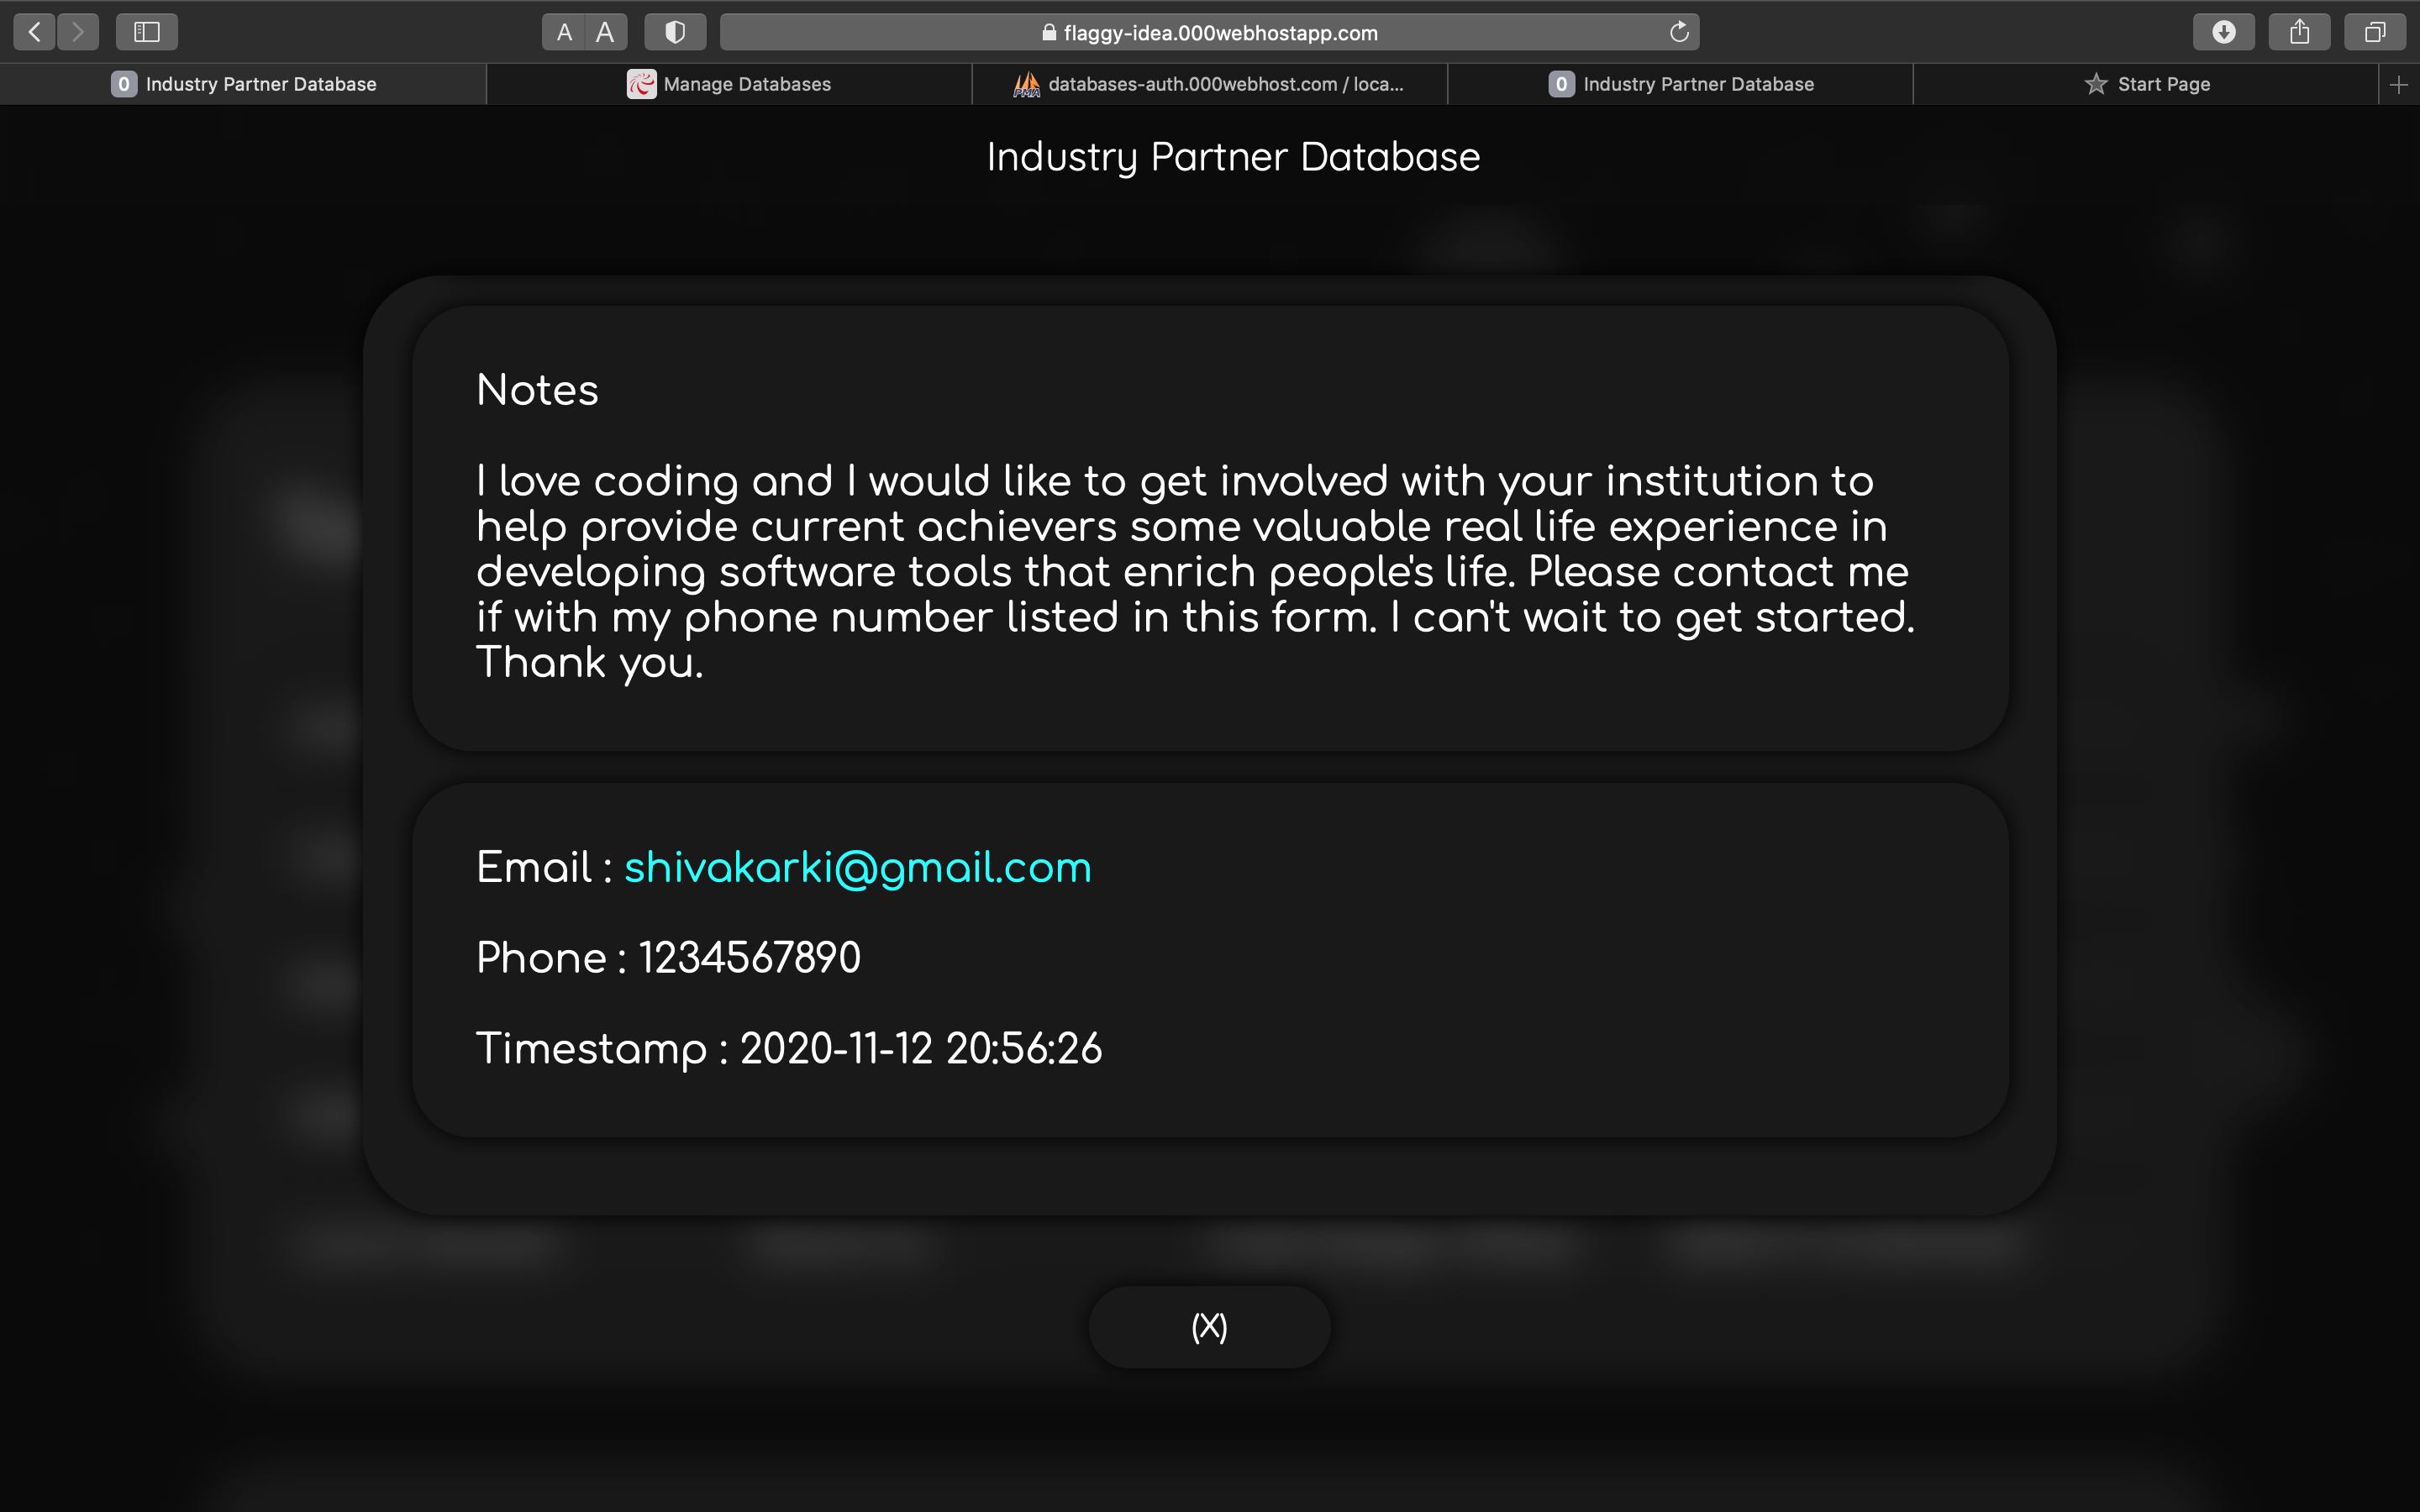 A A
flaggy-idea.000webhostapp.com
0 Industry Partner Database
Manage Databases
PMA databases-auth.000webhost.com / loca...
0 Industry Partner Database
Start Page
Industry Partner Database
Notes
I love coding and I would like to get involved with your institution to
help provide current achievers some valuable real life experience in
developing software tools that enrich people's life. Please contact me
if with my phone number listed in this form. I can't wait to get started.
Thank you.
Email : shivakarki@gmail.com
Phone : 1234567890
Timestamp : 2020-11-12 20:56:26
(X)